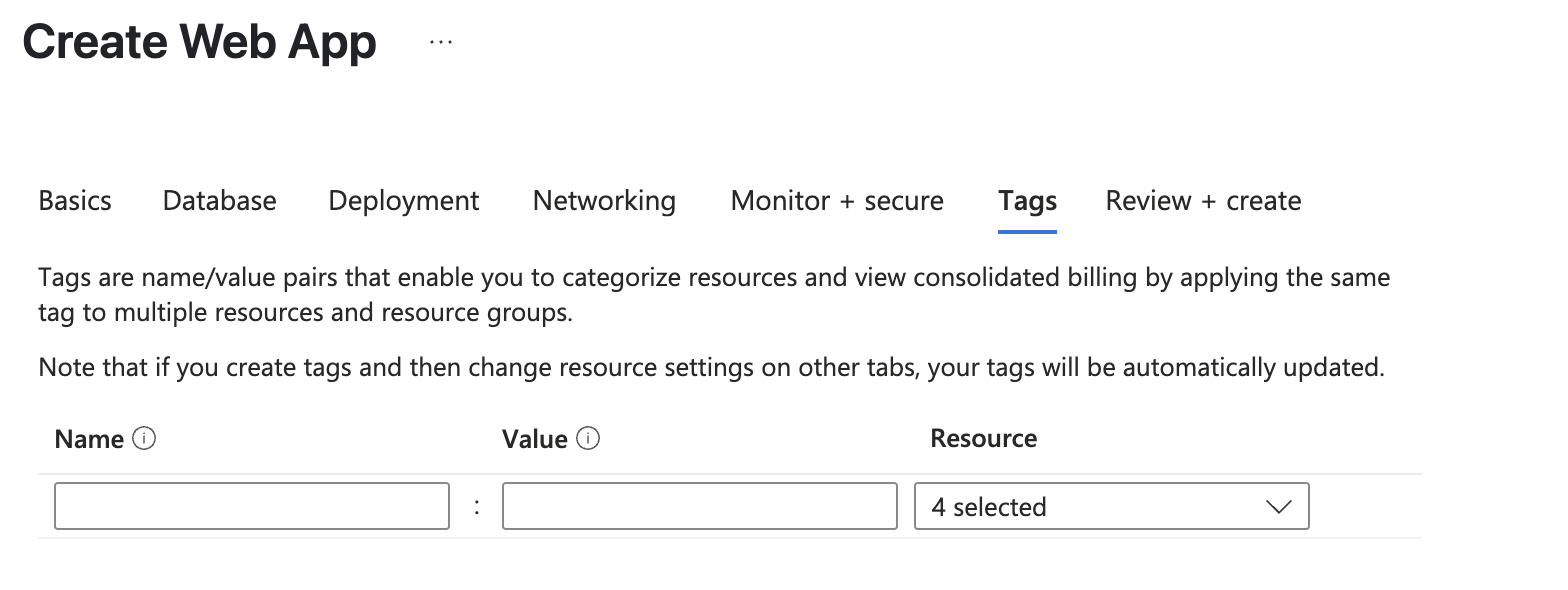 Create Web App ...
Basics Database Deployment Networking Monitor + secure Tags Review + create
Tags are name/value pairs that enable you to categorize resources and view consolidated billing by applying the same
tag to multiple resources and resource groups.
Note that if you create tags and then change resource settings on other tabs, your tags will be automatically updated.
Name Value Resource
: 4 selected